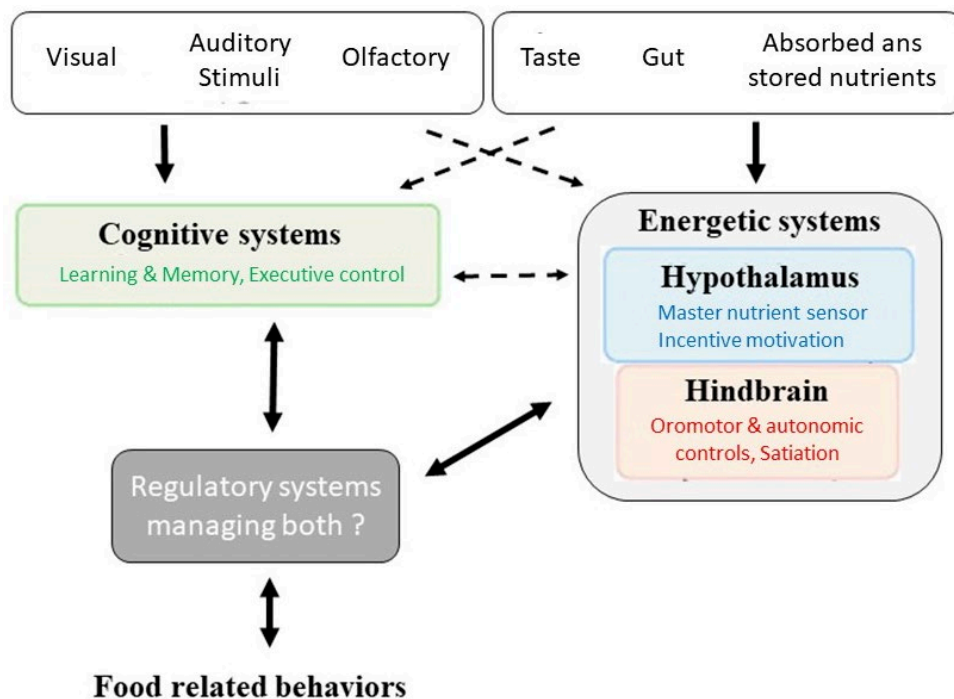 Visual
Auditory
Stimuli
Olfactory
Taste
Gut
Absorbed ans
stored nutrients
Cognitive systems
Learning & Memory, Executive control
Energetic systems
Hypothalamus
Master nutrient sensor
Incentive motivation
Hindbrain
Oromotor & autonomic
controls, Satiation
Regulatory systems
managing both ?
Food related behaviors